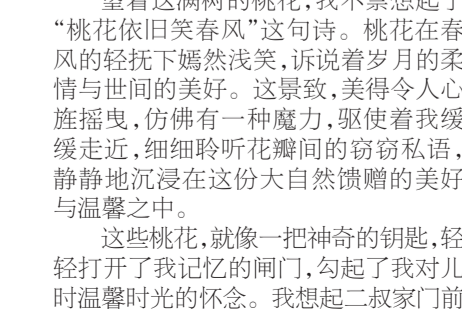 望着这满树的桃花,我不禁想起了
“桃花依旧笑春风”这句诗。桃花在春
风的轻抚下嫣然浅笑,诉说着岁月的柔
情与世间的美好。这景致,美得令人心
旌摇曳,仿佛有一种魔力,驱使着我缓
缓走近,细细聆听花瓣间的窃窃私语,
静静地沉浸在这份大自然馈赠的美好
与温馨之中。
这些桃花,就像一把神奇的钥匙,轻
轻打开了我记忆的闸门,勾起了我对儿
时温馨时光的怀念。我想起二叔家门前